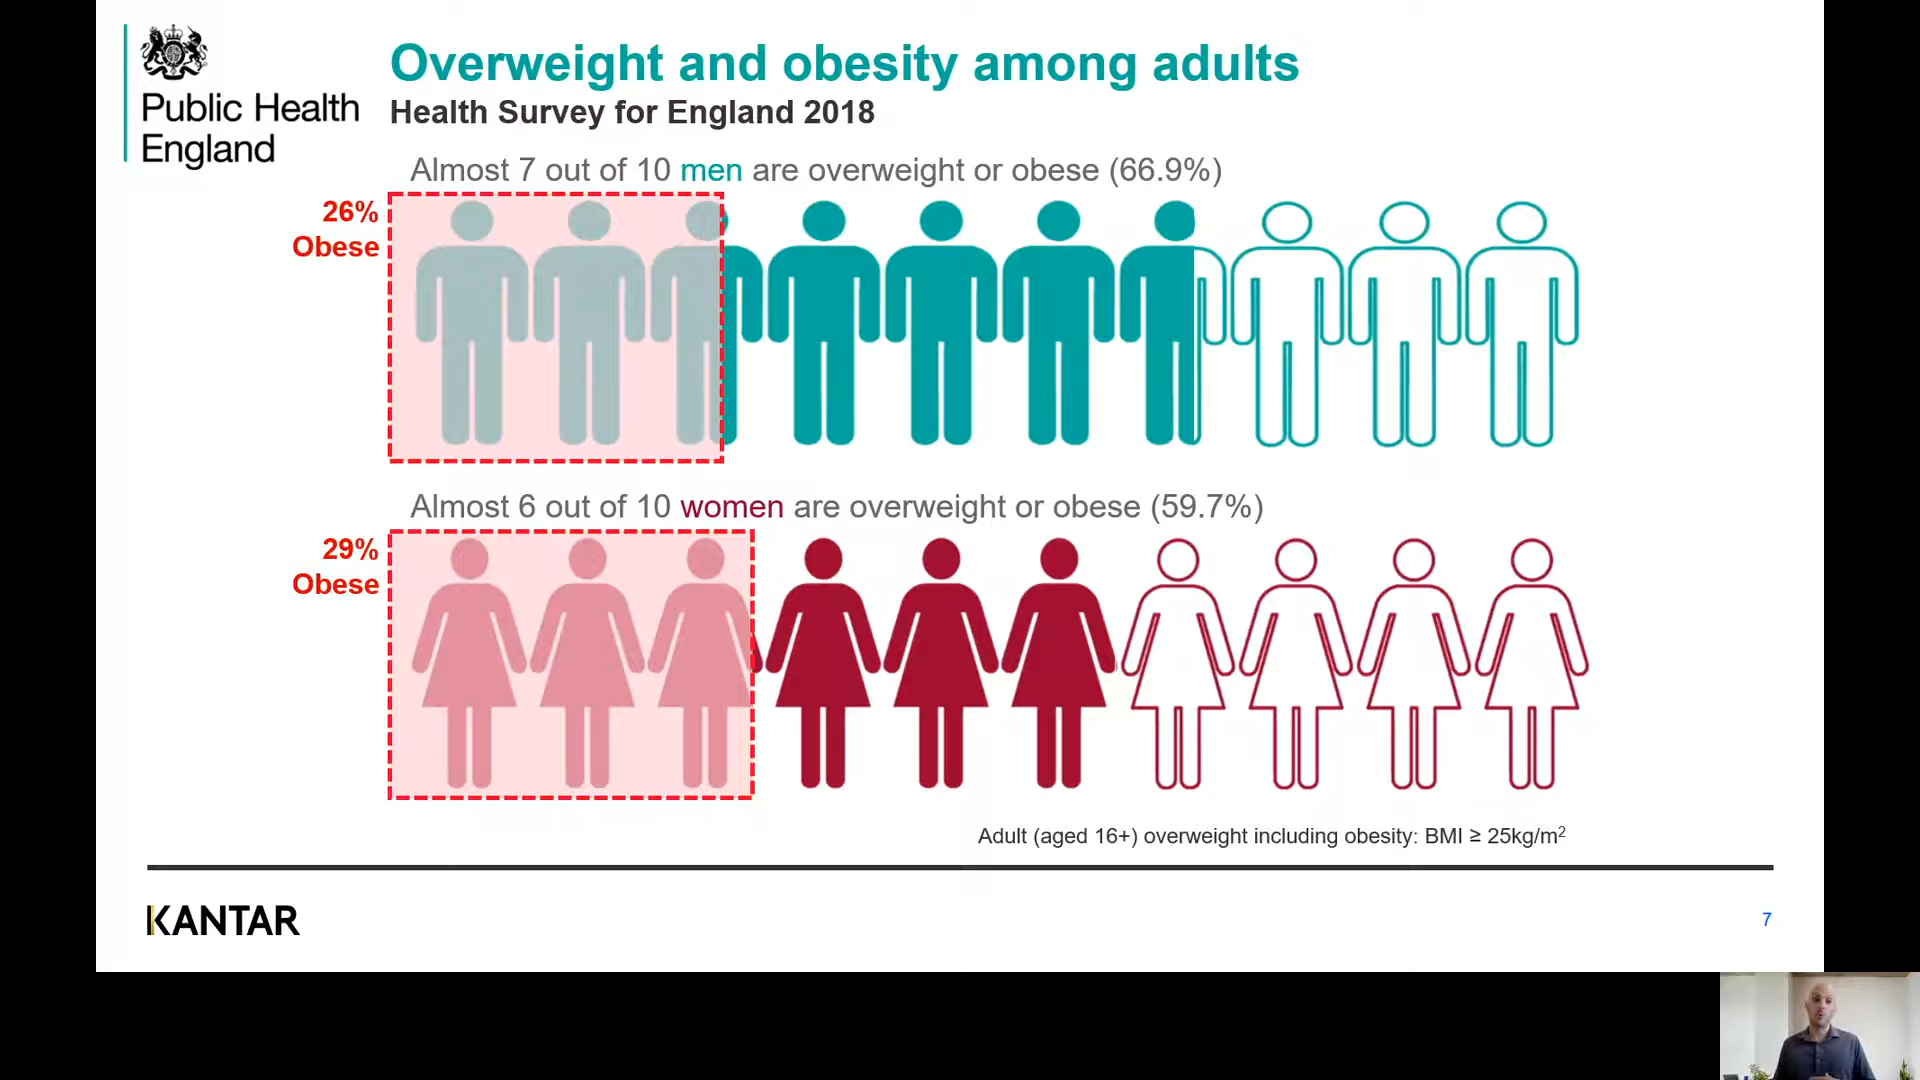 Public Health
England
Overweight and obesity among adults
Health Survey for England 2018
Almost 7 out of 10 men are overweight or obese (66.9%)
26%
Obese
Almost 6 out of 10 women are overweight or obese (59.7%)
29%
Obese
Adult (aged 16+) overweight including obesity: BMI ≥ 25kg/m²
KANTAR
7